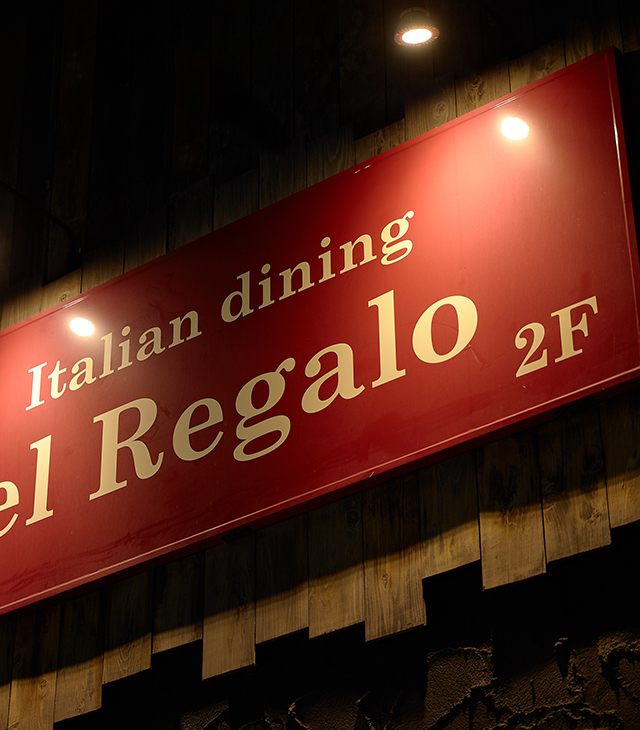 Italian dining
el Regalo 2F